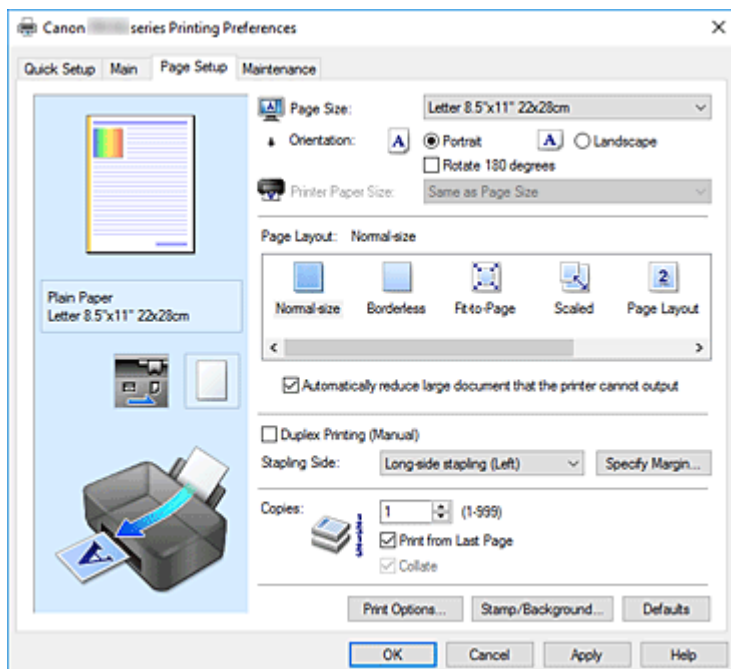 Canon series Printing Preferences
Quick Setup Main Page Setup Maintenance
Page Size: Letter 8.5"x11" 22x28cm
Orientation: A Portrait A Landscape
Rotate 180 degrees
Printer Paper Size: Same as Page Size
Page Layout: Normal-size
2
Normal-size Borderless Fit-to-Page Scaled Page Layout
Plain Paper
Letter 8.5"x11" 22x28cm
Automatically reduce large document that the printer cannot output
Duplex Printing (Manual)
Stapling Side: Long-side stapling (Left) Specify Margin...
Copies: 1 (1-999)
Print from Last Page
Collate
A
Print Options... Stamp/Background... Defaults
OK Cancel Apply Help